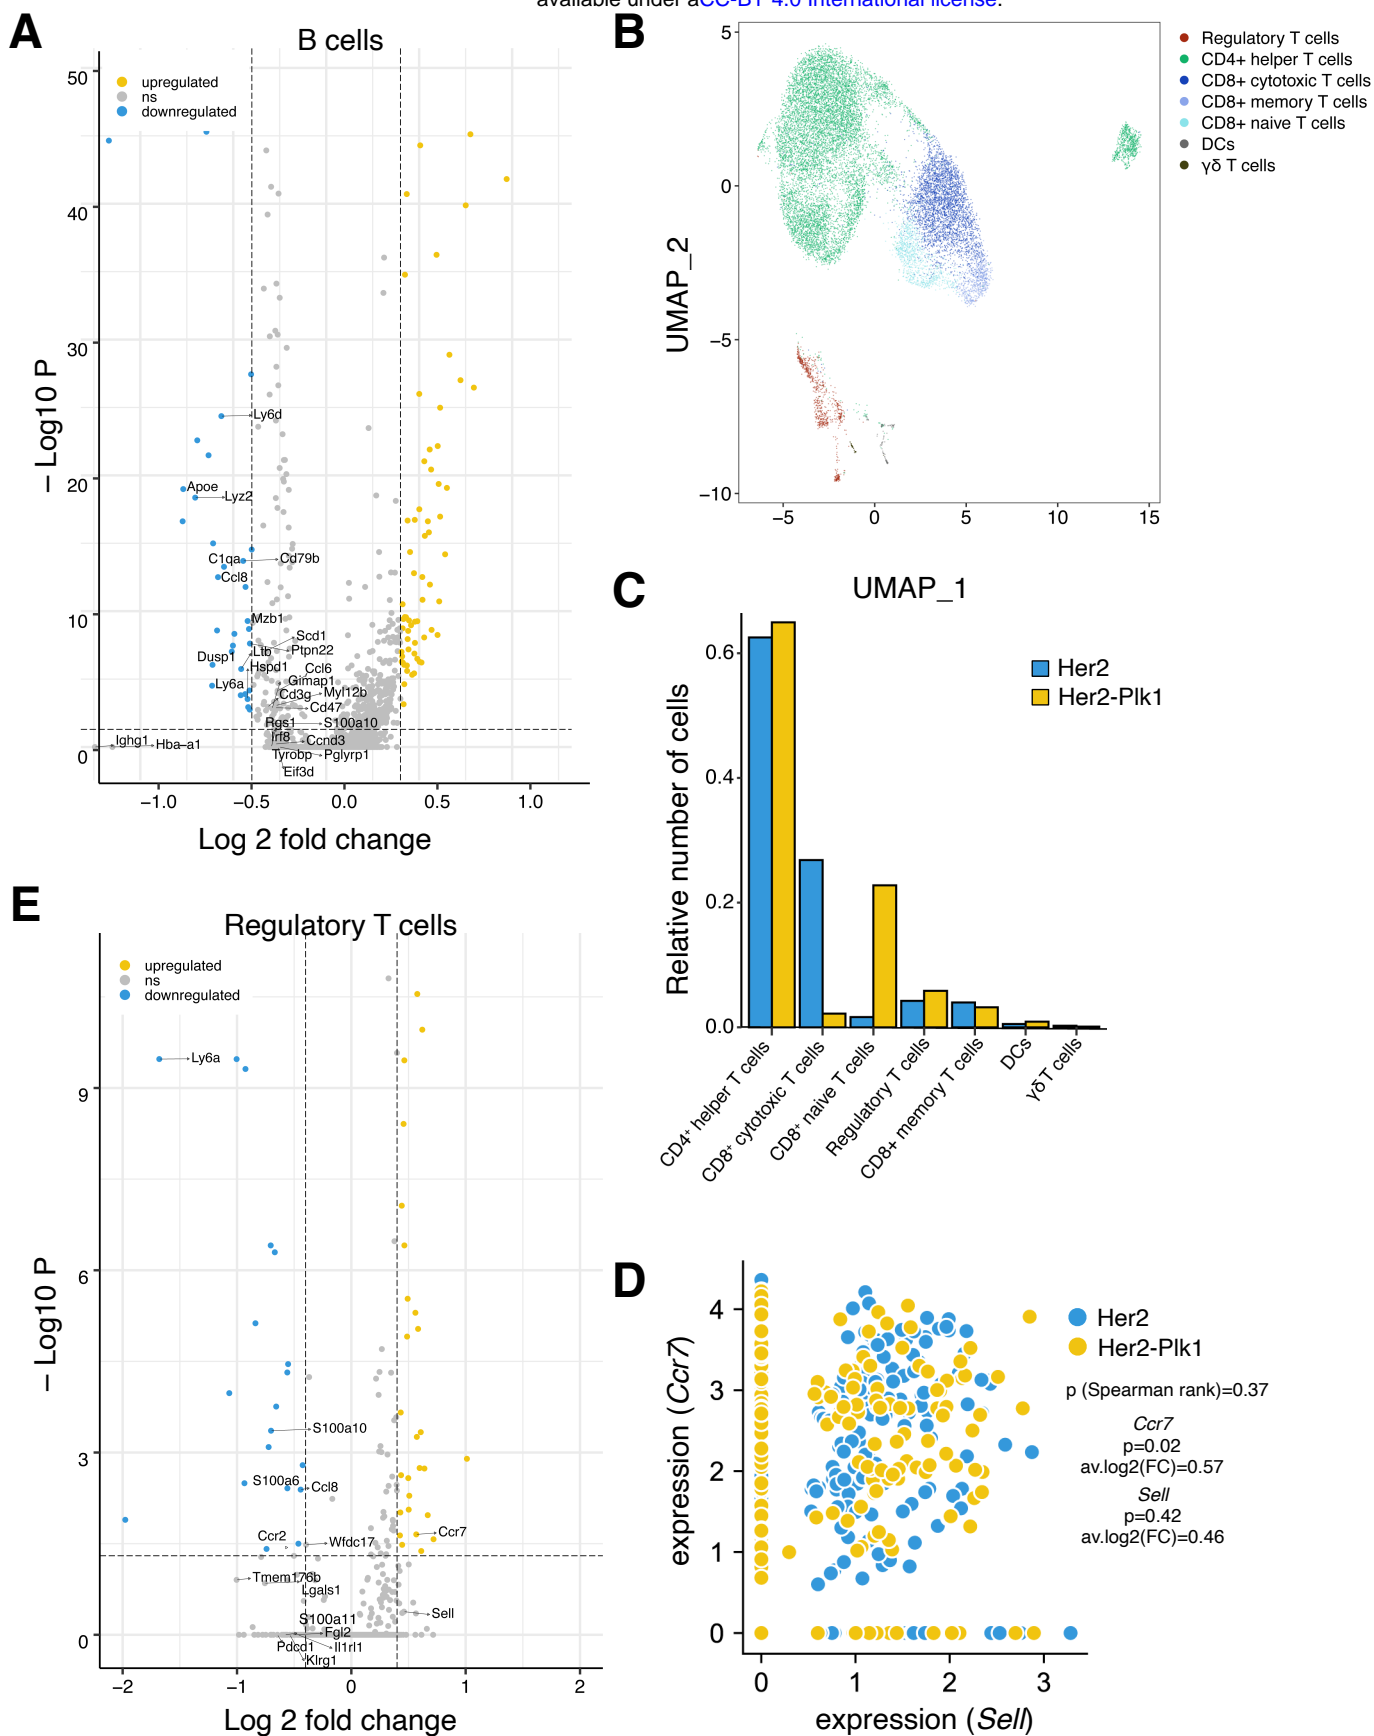 available under aCC-BY 4.0 International license.
A
B cells
50
40
30
20
10
0
upregulated
ns
downregulated
Ly6d
Apoe
Lyz2
C1qa
Cd79b
Ccl8
Mzb1
Scd1
Dusp1
Ltb
Ptpn22
Hspd1
Ccl6
Ly6a
Gimap1
Cd3g
Myl12b
Cd47
Rgs1
S100a10
Irf8
Ccnd3
Ighg1
Hba-a1
Tyrobp
Pglyrp1
Eif3d
−1.0
−0.5
0.0
0.5
1.0
− Log10 P
Log 2 fold change
B
5
0
−5
−10
−5
0
5
10
15
UMAP_2
UMAP_1
Regulatory T cells
CD4+ helper T cells
CD8+ cytotoxic T cells
CD8+ memory T cells
CD8+ naive T cells
DCs
γδ T cells
C
0.6
0.4
0.2
0.0
Relative number of cells
Her2
Her2-Plk1
CD4⁺ helper T cells
CD8⁺ cytotoxic T cells
CD8⁺ naive T cells
Regulatory T cells
CD8+ memory T cells
DCs
γδ T cells
D
4
3
2
1
0
0
1
2
3
expression (Ccr7)
expression (Sell)
Her2
Her2-Plk1
p (Spearman rank)=0.37
Ccr7
p=0.02
av.log2(FC)=0.57
Sell
p=0.42
av.log2(FC)=0.46
E
Regulatory T cells
9
6
3
0
upregulated
ns
downregulated
Ly6a
S100a10
S100a6
Ccl8
Ccr2
Wfdc17
Ccr7
Tmem176b
Lgals1
S100a11
Sell
Fgl2
Pdcd1
Il1rl1
Klrg1
−2
−1
0
1
2
− Log10 P
Log 2 fold change